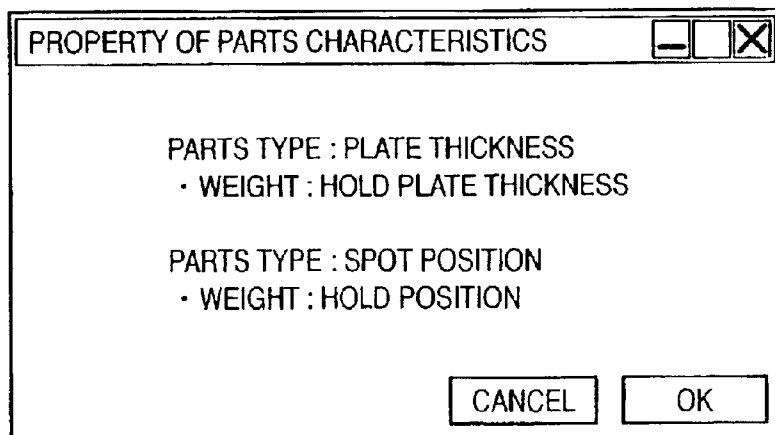 PROPERTY OF PARTS CHARACTERISTICS
PARTS TYPE : PLATE THICKNESS
· WEIGHT : HOLD PLATE THICKNESS
PARTS TYPE : SPOT POSITION
· WEIGHT : HOLD POSITION
CANCEL OK